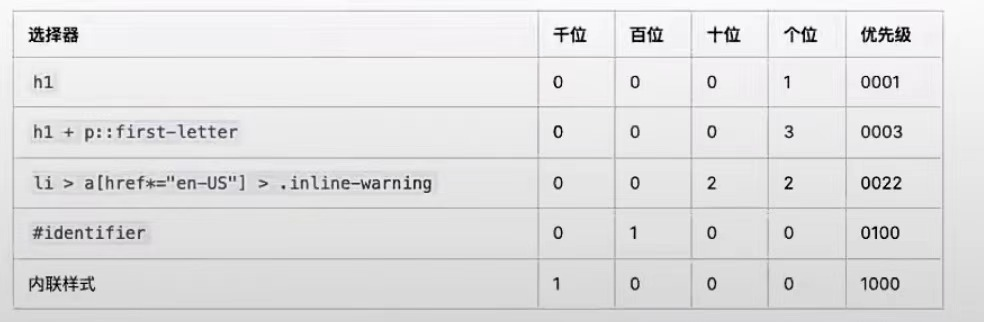 选择器 千位 百位 十位 个位 优先级
h1 0 0 0 1 0001
h1 + p::first-letter 0 0 0 3 0003
li > a[href*="en-US"] > .inline-warning 0 0 2 2 0022
#identifier 0 1 0 0 0100
内联样式 1 0 0 0 1000